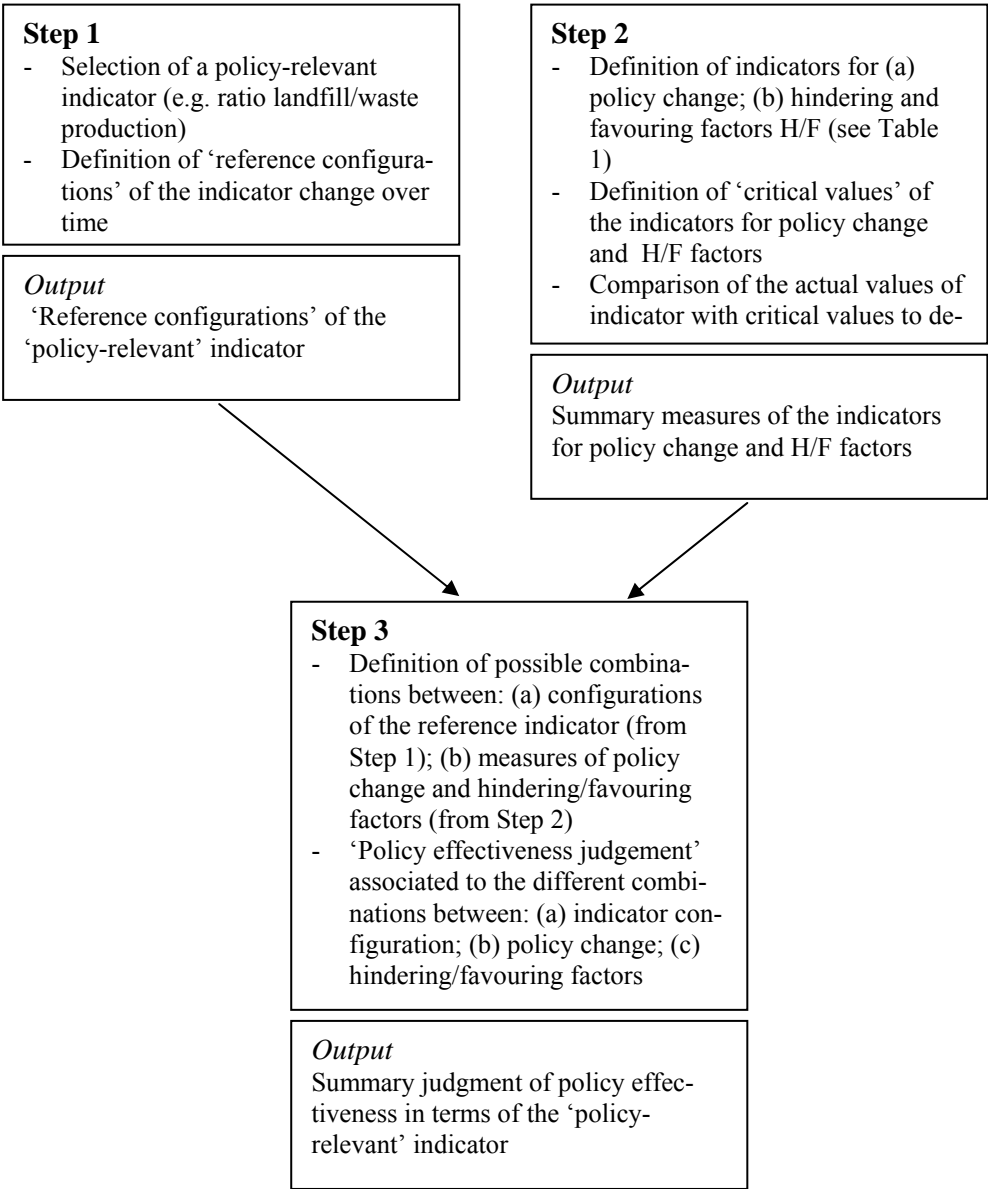 Step 1
- Selection of a policy-relevant
indicator (e.g. ratio landfill/waste
production)
- Definition of ‘reference configura-
tions’ of the indicator change over
time
Output
‘Reference configurations’ of the
‘policy-relevant’ indicator
Step 2
- Definition of indicators for (a)
policy change; (b) hindering and
favouring factors H/F (see Table
1)
- Definition of ‘critical values’ of
the indicators for policy change
and H/F factors
- Comparison of the actual values of
indicator with critical values to de-
Output
Summary measures of the indicators
for policy change and H/F factors
Step 3
- Definition of possible combina-
tions between: (a) configurations
of the reference indicator (from
Step 1); (b) measures of policy
change and hindering/favouring
factors (from Step 2)
- ‘Policy effectiveness judgement’
associated to the different combi-
nations between: (a) indicator con-
figuration; (b) policy change; (c)
hindering/favouring factors
Output
Summary judgment of policy effec-
tiveness in terms of the ‘policy-
relevant’ indicator